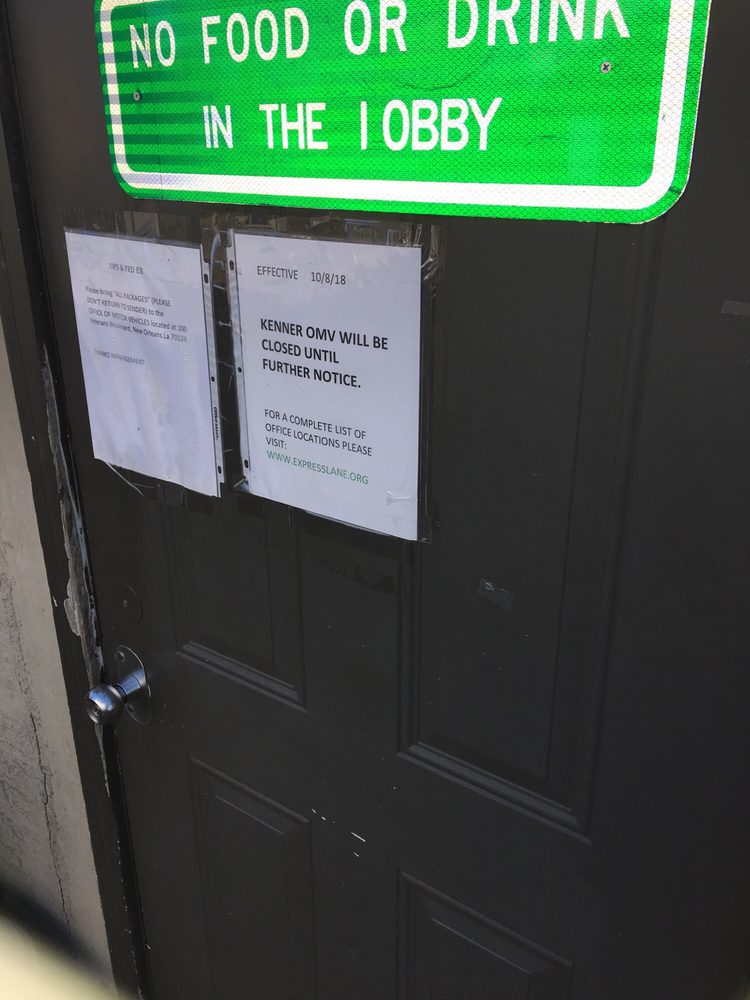 NO FOOD OR DRINK
IN THE LOBBY
UPS & FED EX
Please bring "ALL PACKAGES" (PLEASE
DON'T RETURN TO SENDER) to the
OFFICE OF MOTOR VEHICLES located at 100
Veterans Boulevard, New Orleans La 70124
THANKS MANAGEMENT
EFFECTIVE 10/8/18
KENNER OMV WILL BE
CLOSED UNTIL
FURTHER NOTICE.
FOR A COMPLETE LIST OF
OFFICE LOCATIONS PLEASE
VISIT:
WWW.EXPRESSLANE.ORG